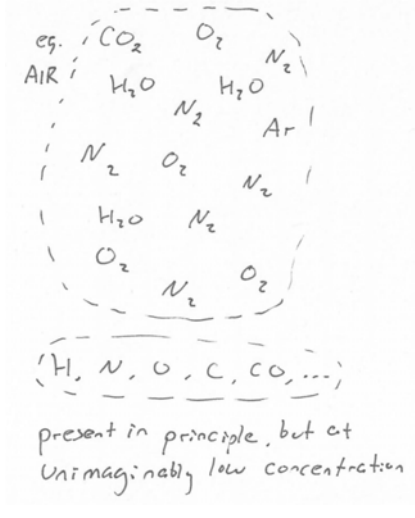 eg. CO2 O2
N2
AIR H2O H2O
N2
Ar
N2 O2
N2
H2O N2
O2
O2
N2
H, N, O, C, CO, ...
present in principle, but at
unimaginably low concentration